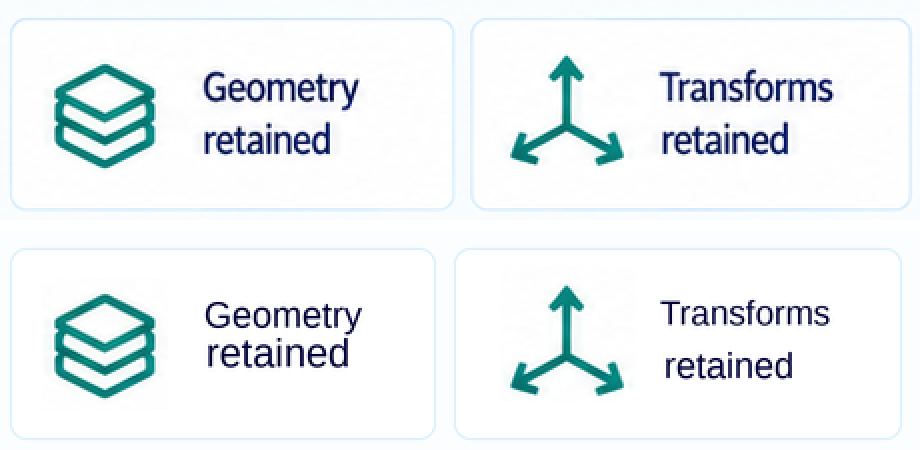 Geometry
retained
Transforms
retained
Geometry
retained
Transforms
retained